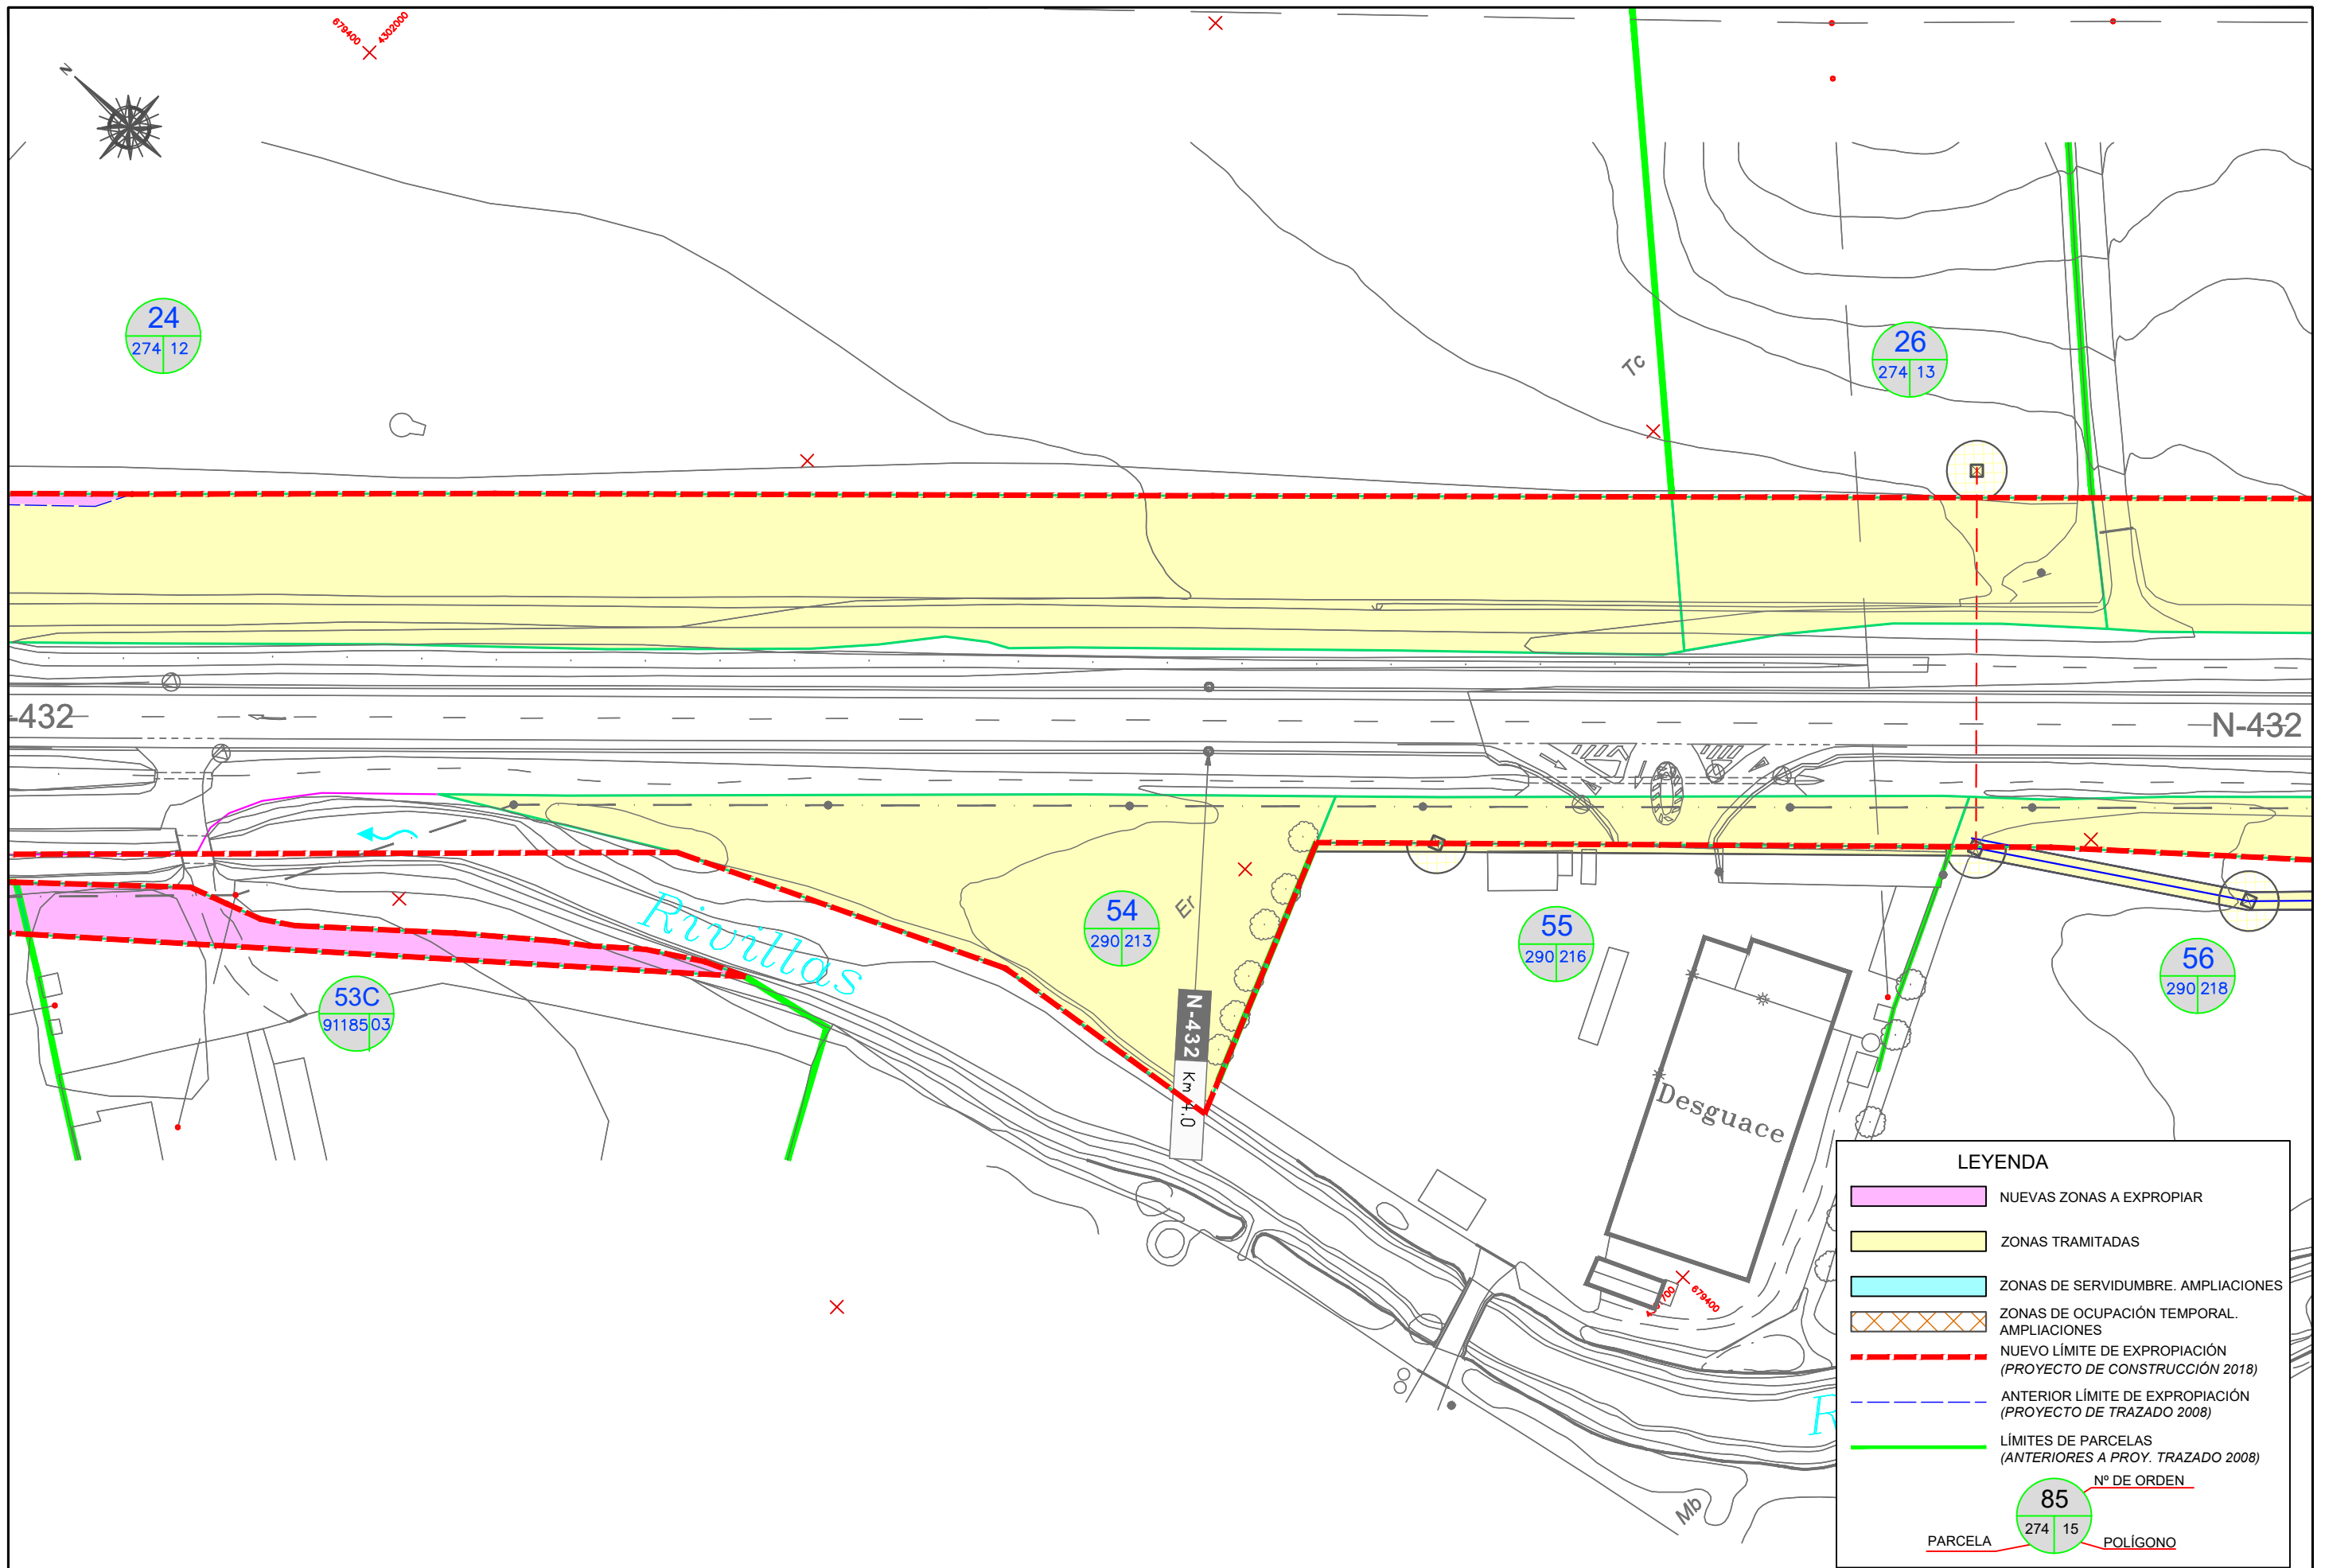 679400 4302000
N
24
274 12
Tc
26
274 13
-432
N-432
Rivillas
54
290 213
Er
55
290 216
56
290 218
53C
91185 03
N-432 Km 4,0
Desguace
679400
Mb
R
LEYENDA
NUEVAS ZONAS A EXPROPIAR
ZONAS TRAMITADAS
ZONAS DE SERVIDUMBRE. AMPLIACIONES
ZONAS DE OCUPACIÓN TEMPORAL.
AMPLIACIONES
NUEVO LÍMITE DE EXPROPIACIÓN
(PROYECTO DE CONSTRUCCIÓN 2018)
ANTERIOR LÍMITE DE EXPROPIACIÓN
(PROYECTO DE TRAZADO 2008)
LÍMITES DE PARCELAS
(ANTERIORES A PROY. TRAZADO 2008)
Nº DE ORDEN
85
274 15
PARCELA
POLÍGONO